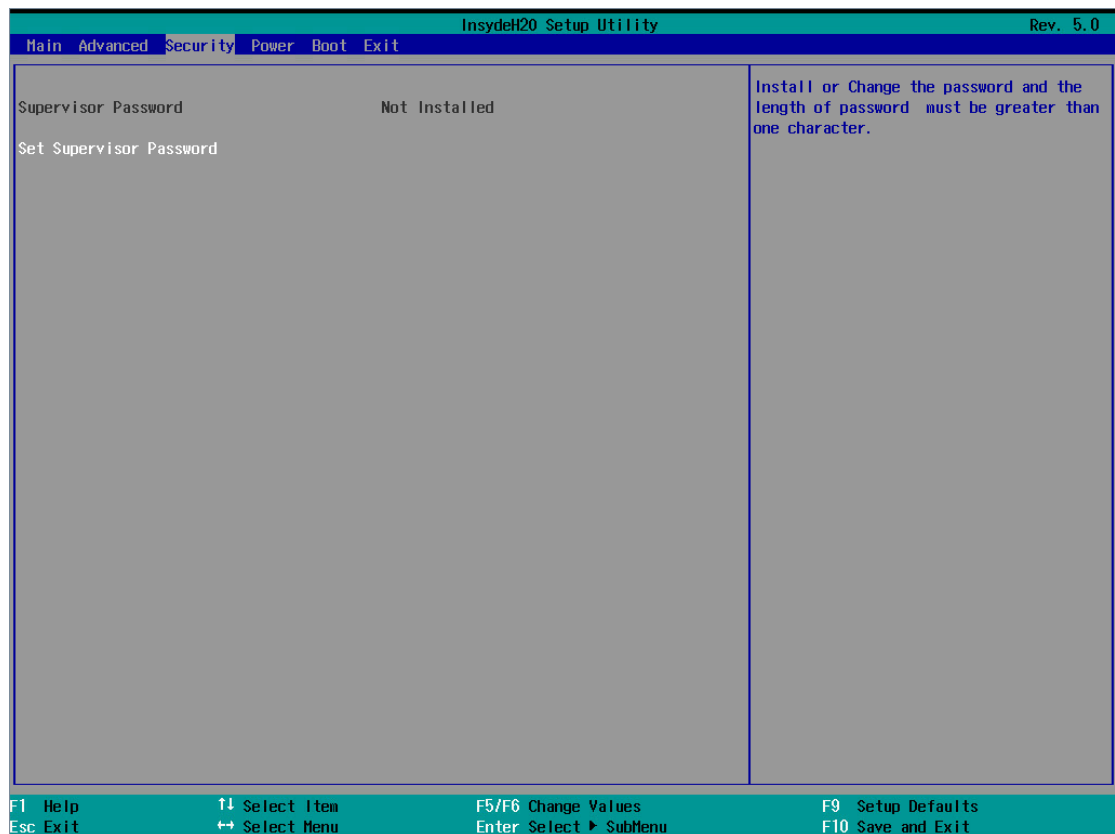 InsydeH20 Setup Utility Rev. 5.0
Main Advanced Security Power Boot Exit
Supervisor Password Not Installed
Set Supervisor Password
Install or Change the password and the
length of password must be greater than
one character.
F1 Help ↑↓ Select Item F5/F6 Change Values F9 Setup Defaults
Esc Exit ↔ Select Menu Enter Select ▶ SubMenu F10 Save and Exit